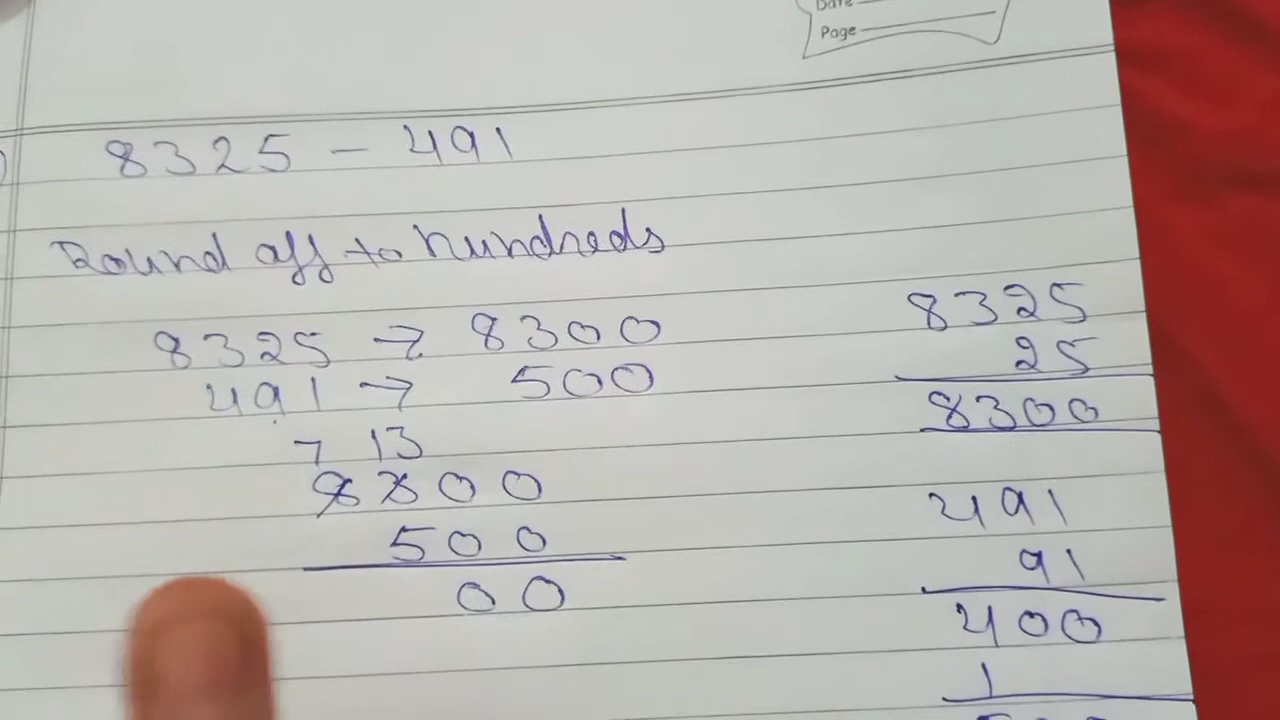 Date
Page
8325 - 491
Round off to hundreds
8325 → 8300
491 → 500
7 13
8300
500
00
8325
25
8300
491
91
400
1